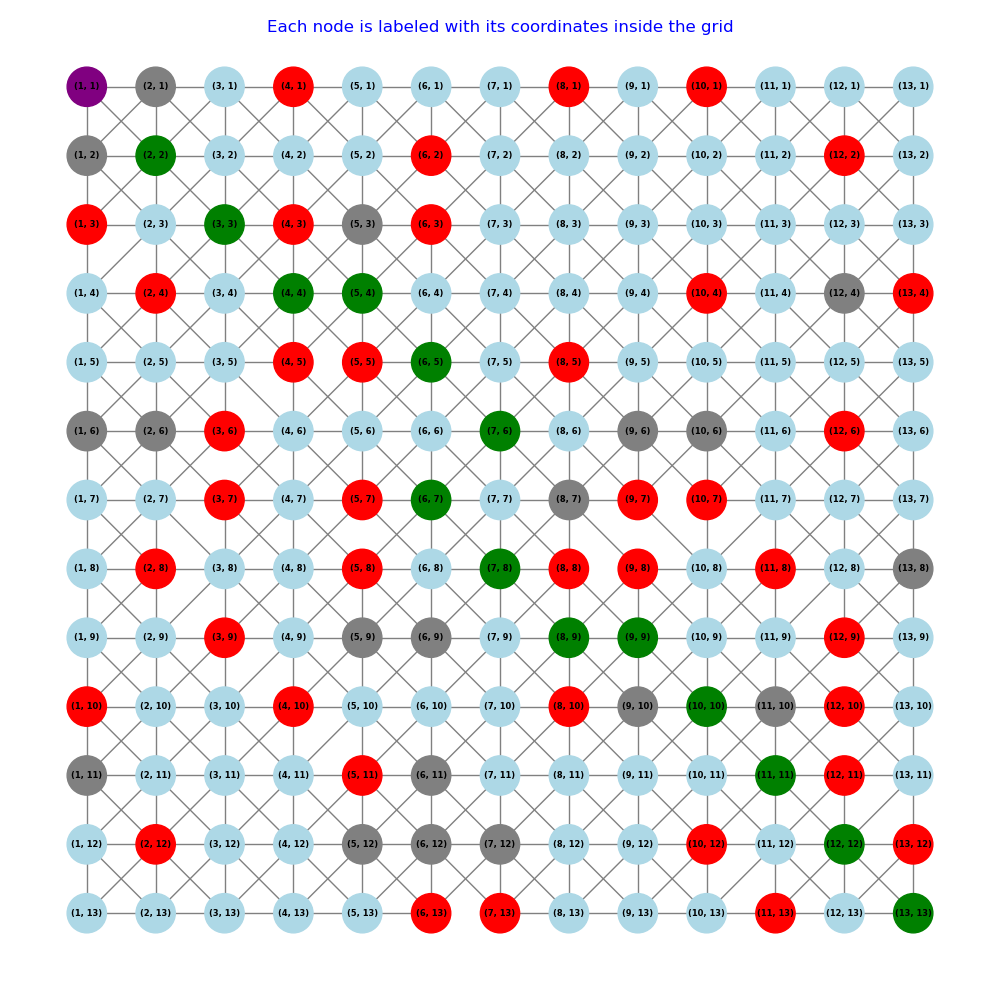 Each node is labeled with its coordinates inside the grid
(1, 1) (2, 1) (3, 1) (4, 1) (5, 1) (6, 1) (7, 1) (8, 1) (9, 1) (10, 1) (11, 1) (12, 1) (13, 1)
(1, 2) (2, 2) (3, 2) (4, 2) (5, 2) (6, 2) (7, 2) (8, 2) (9, 2) (10, 2) (11, 2) (12, 2) (13, 2)
(1, 3) (2, 3) (3, 3) (4, 3) (5, 3) (6, 3) (7, 3) (8, 3) (9, 3) (10, 3) (11, 3) (12, 3) (13, 3)
(1, 4) (2, 4) (3, 4) (4, 4) (5, 4) (6, 4) (7, 4) (8, 4) (9, 4) (10, 4) (11, 4) (12, 4) (13, 4)
(1, 5) (2, 5) (3, 5) (4, 5) (5, 5) (6, 5) (7, 5) (8, 5) (9, 5) (10, 5) (11, 5) (12, 5) (13, 5)
(1, 6) (2, 6) (3, 6) (4, 6) (5, 6) (6, 6) (7, 6) (8, 6) (9, 6) (10, 6) (11, 6) (12, 6) (13, 6)
(1, 7) (2, 7) (3, 7) (4, 7) (5, 7) (6, 7) (7, 7) (8, 7) (9, 7) (10, 7) (11, 7) (12, 7) (13, 7)
(1, 8) (2, 8) (3, 8) (4, 8) (5, 8) (6, 8) (7, 8) (8, 8) (9, 8) (10, 8) (11, 8) (12, 8) (13, 8)
(1, 9) (2, 9) (3, 9) (4, 9) (5, 9) (6, 9) (7, 9) (8, 9) (9, 9) (10, 9) (11, 9) (12, 9) (13, 9)
(1, 10) (2, 10) (3, 10) (4, 10) (5, 10) (6, 10) (7, 10) (8, 10) (9, 10) (10, 10) (11, 10) (12, 10) (13, 10)
(1, 11) (2, 11) (3, 11) (4, 11) (5, 11) (6, 11) (7, 11) (8, 11) (9, 11) (10, 11) (11, 11) (12, 11) (13, 11)
(1, 12) (2, 12) (3, 12) (4, 12) (5, 12) (6, 12) (7, 12) (8, 12) (9, 12) (10, 12) (11, 12) (12, 12) (13, 12)
(1, 13) (2, 13) (3, 13) (4, 13) (5, 13) (6, 13) (7, 13) (8, 13) (9, 13) (10, 13) (11, 13) (12, 13) (13, 13)